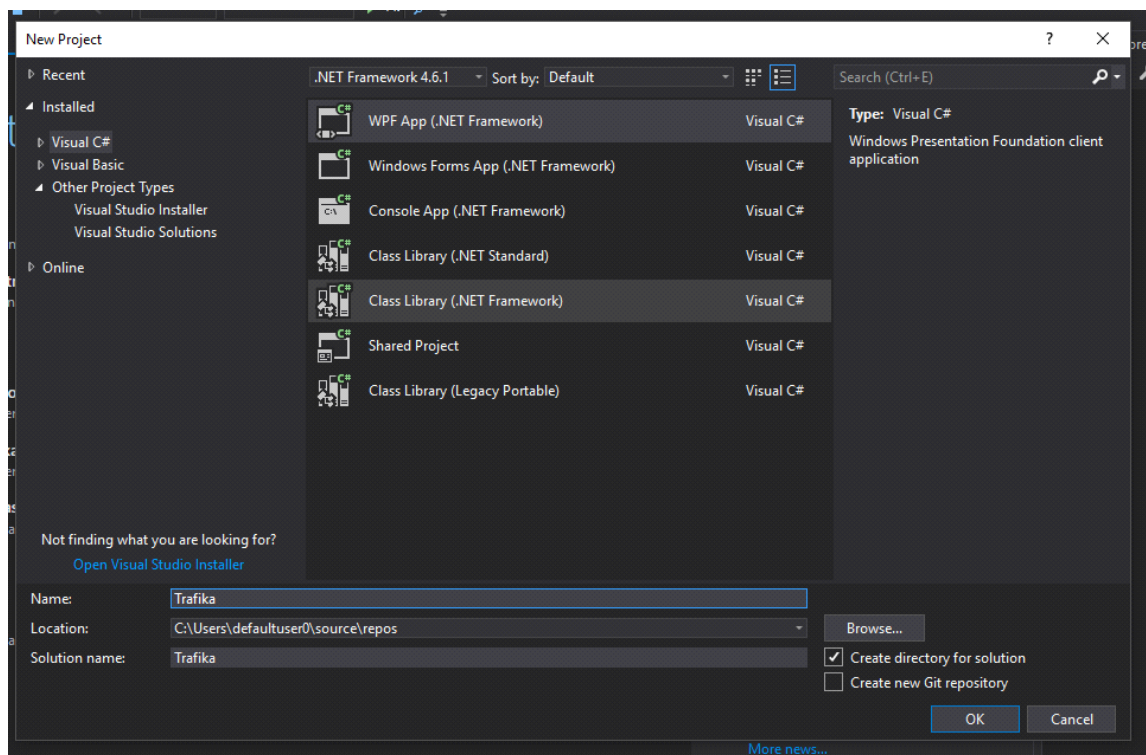 New Project
? 
Recent
Installed
Visual C#
Visual Basic
Other Project Types
Visual Studio Installer
Visual Studio Solutions
Online
Not finding what you are looking for?
Open Visual Studio Installer
.NET Framework 4.6.1 Sort by: Default
C# WPF App (.NET Framework) Visual C#
C# Windows Forms App (.NET Framework) Visual C#
C# Console App (.NET Framework) Visual C#
C# Class Library (.NET Standard) Visual C#
C# Class Library (.NET Framework) Visual C#
C# Shared Project Visual C#
C# Class Library (Legacy Portable) Visual C#
Search (Ctrl+E)
Type: Visual C#
Windows Presentation Foundation client
application
Name: Trafika
Location: C:\Users\defaultuser0\source\repos
Browse...
Solution name: Trafika
Create directory for solution
Create new Git repository
OK Cancel
More news...